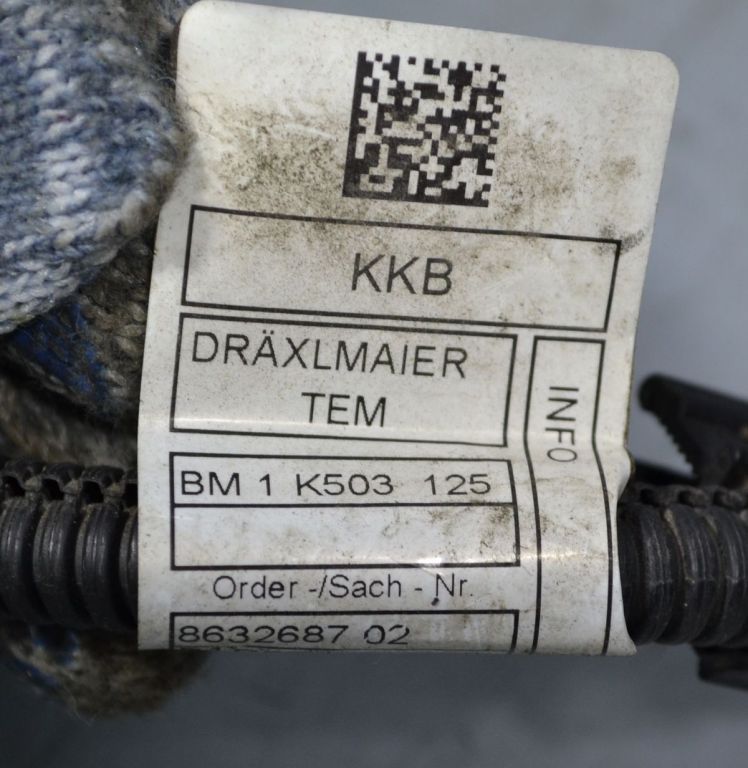 KKB
DRÄXLMAIER
TEM
INFO
BM 1 K503 125
Order -/Sach - Nr.
8632687 02